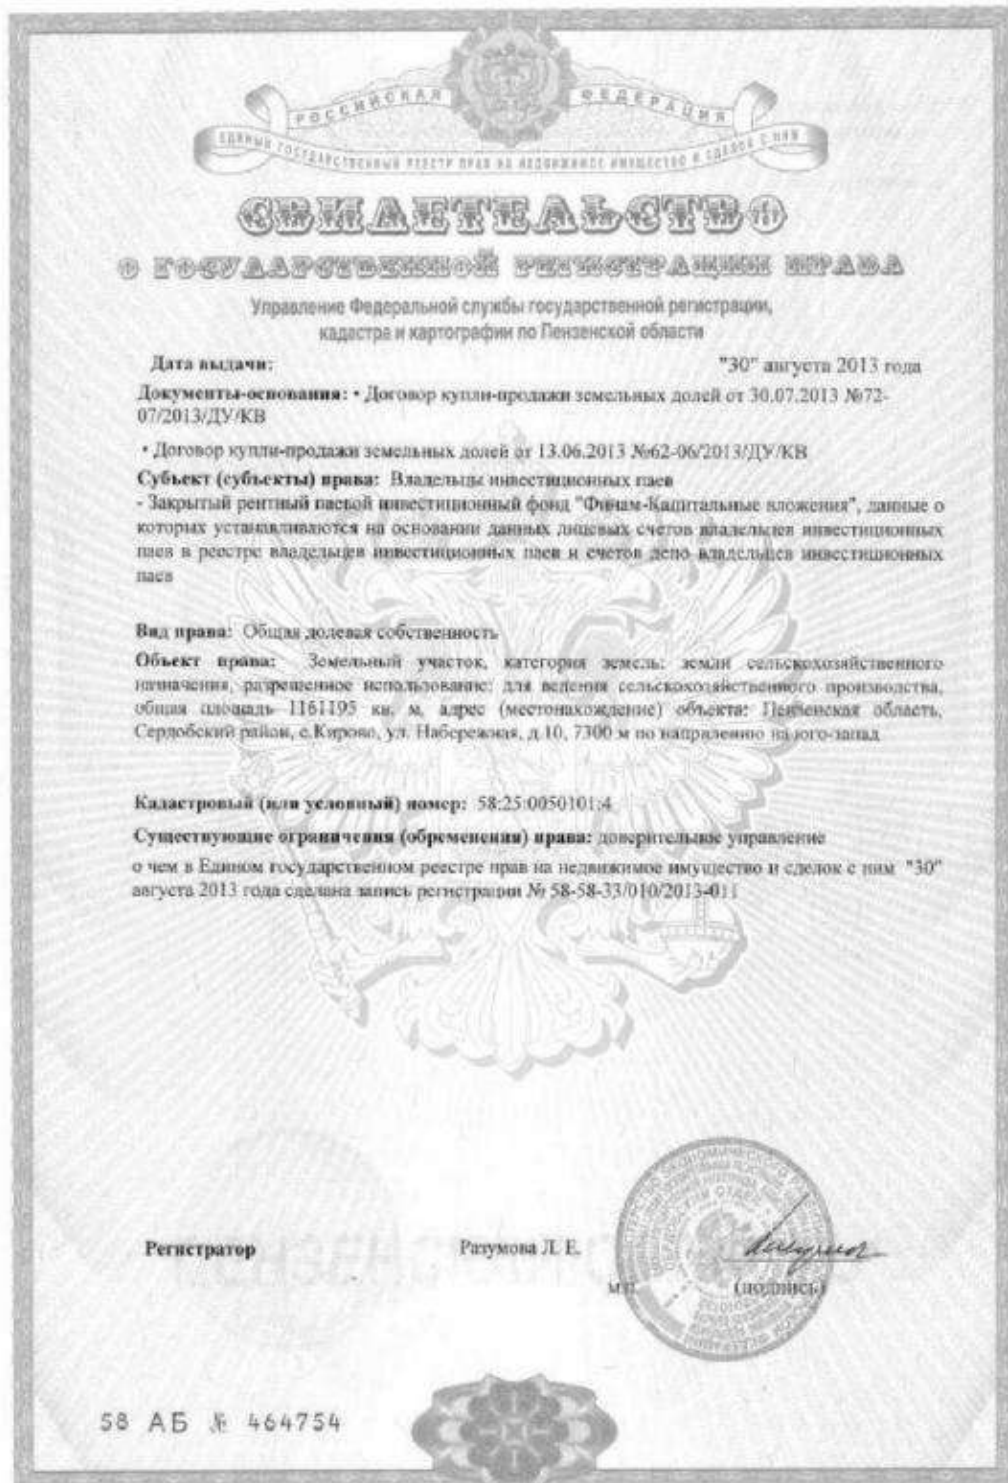 РОССИЙСКАЯ ФЕДЕРАЦИЯ
ЕДИНЫЙ ГОСУДАРСТВЕННЫЙ РЕЕСТР ПРАВ НА НЕДВИЖИМОЕ ИМУЩЕСТВО И СДЕЛОК С НИМ
СВИДЕТЕЛЬСТВО
О ГОСУДАРСТВЕННОЙ РЕГИСТРАЦИИ ПРАВА
Управление Федеральной службы государственной регистрации,
кадастра и картографии по Пензенской области
Дата выдачи: "30" августа 2013 года
Документы-основания: • Договор купли-продажи земельных долей от 30.07.2013 №72-
07/2013/ДУ/КВ
• Договор купли-продажи земельных долей от 13.06.2013 №62-06/2013/ДУ/КВ
Субъект (субъекты) права: Владельцы инвестиционных паев
- Закрытый рентный паевой инвестиционный фонд "Финам-Капитальные вложения", данные о
которых устанавливаются на основании данных лицевых счетов владельцев инвестиционных
паев в реестре владельцев инвестиционных паев и счетов депо владельцев инвестиционных
паев
Вид права: Общая долевая собственность
Объект права: Земельный участок, категория земель: земли сельскохозяйственного
назначения, разрешенное использование: для ведения сельскохозяйственного производства,
общая площадь 1161195 кв. м, адрес (местонахождение) объекта: Пензенская область,
Сердобский район, с.Кирово, ул. Набережная, д.10, 7300 м по направлению на юго-запад
Кадастровый (или условный) номер: 58:25:0050101:4
Существующие ограничения (обременения) права: доверительное управление
о чем в Едином государственном реестре прав на недвижимое имущество и сделок с ним "30"
августа 2013 года сделана запись регистрации № 58-58-33/010/2013-011
Регистратор Разумова Л. Е.
м.п. (подпись)
58 АБ № 464754